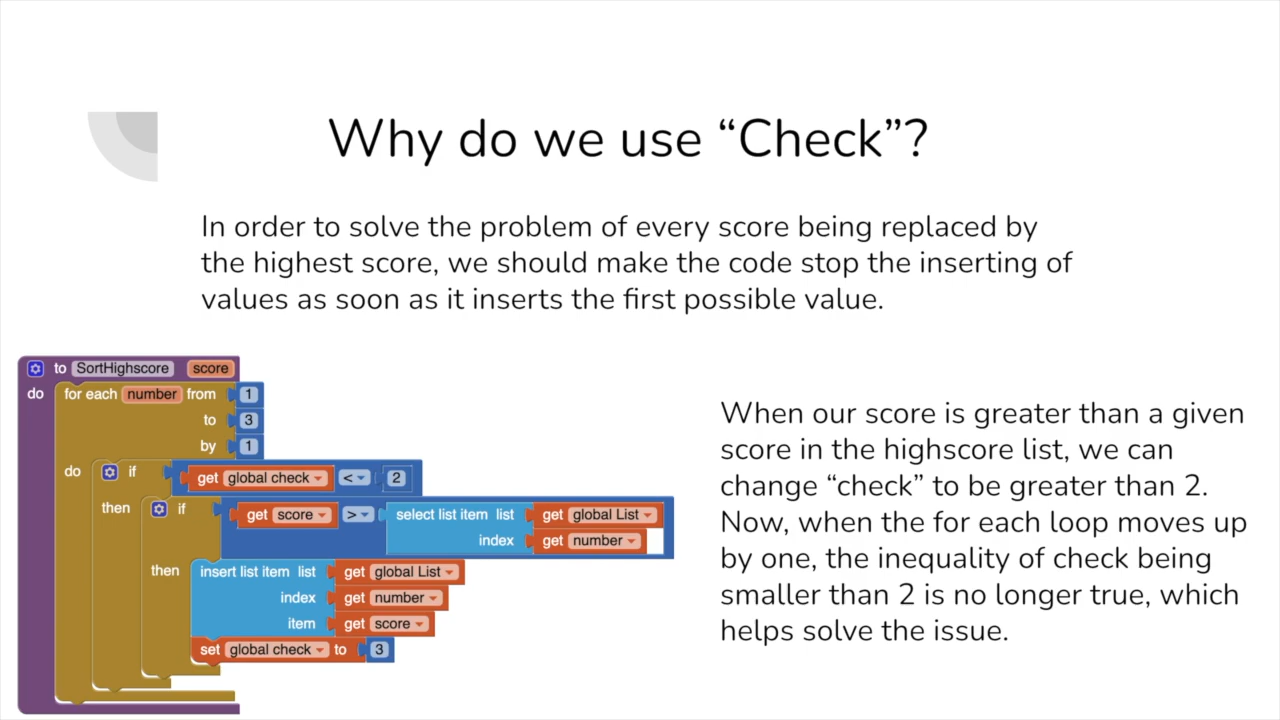 Why do we use “Check”?
In order to solve the problem of every score being replaced by
the highest score, we should make the code stop the inserting of
values as soon as it inserts the first possible value.
to SortHighscore score
do for each number from 1
to 3
by 1
do if get global check < 2
then if get score > select list item list get global List
index get number
then insert list item list get global List
index get number
item get score
set global check to 3
When our score is greater than a given
score in the highscore list, we can
change “check” to be greater than 2.
Now, when the for each loop moves up
by one, the inequality of check being
smaller than 2 is no longer true, which
helps solve the issue.